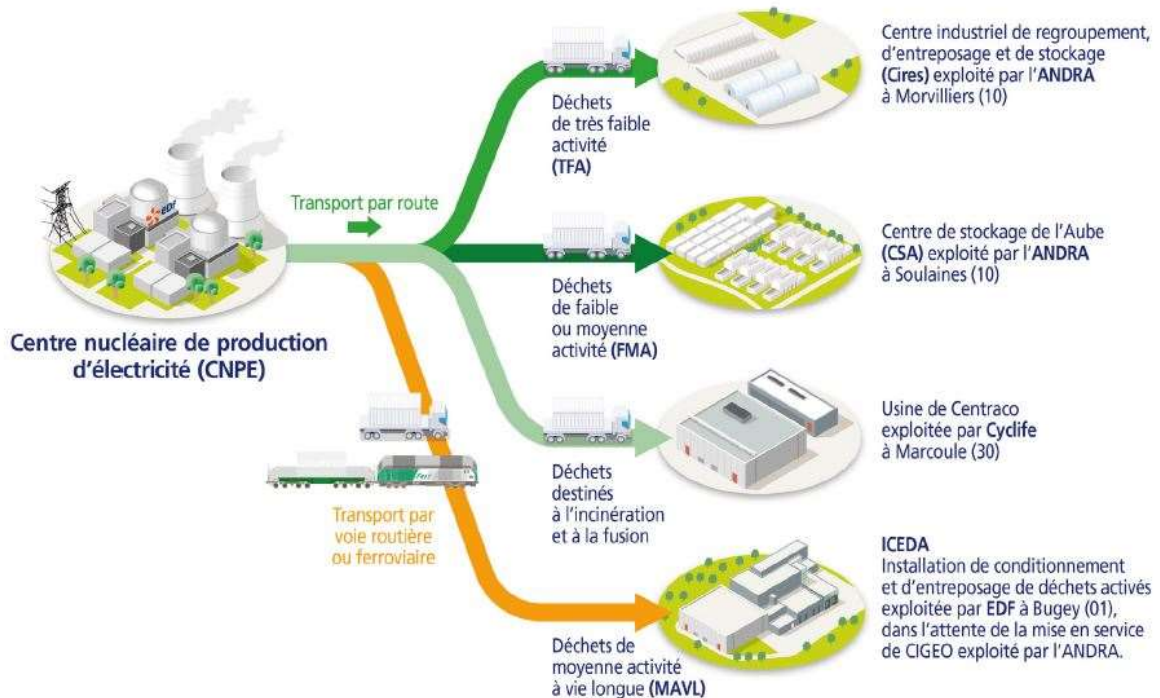 Centre industriel de regroupement,
d'entreposage et de stockage
(Cires) exploité par l'ANDRA
à Morvilliers (10)
Déchets
de très faible
activité
(TFA)
Transport par route
edF
Centre de stockage de l'Aube
(CSA) exploité par l'ANDRA
à Soulaines (10)
Déchets
de faible
ou moyenne
activité (FMA)
Centre nucléaire de production
d'électricité (CNPE)
Usine de Centraco
exploitée par Cyclife
à Marcoule (30)
Déchets
destinés
à l'incinération
et à la fusion
Transport par
voie routière
ou ferroviaire
ICEDA
Installation de conditionnement
et d'entreposage de déchets activés
exploitée par EDF à Bugey (01),
dans l'attente de la mise en service
de CIGEO exploité par l'ANDRA.
Déchets de
moyenne activité
à vie longue (MAVL)